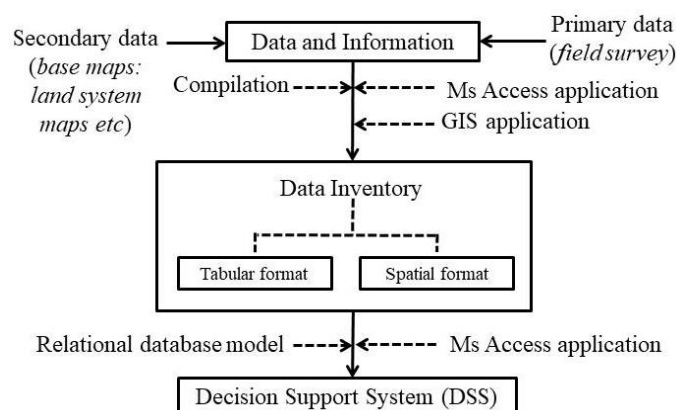 Secondary data
(base maps:
land system
maps etc)
Data and Information
Primary data
(field survey)
Compilation
Ms Access application
GIS application
Data Inventory
Tabular format
Spatial format
Relational database model
Ms Access application
Decision Support System (DSS)